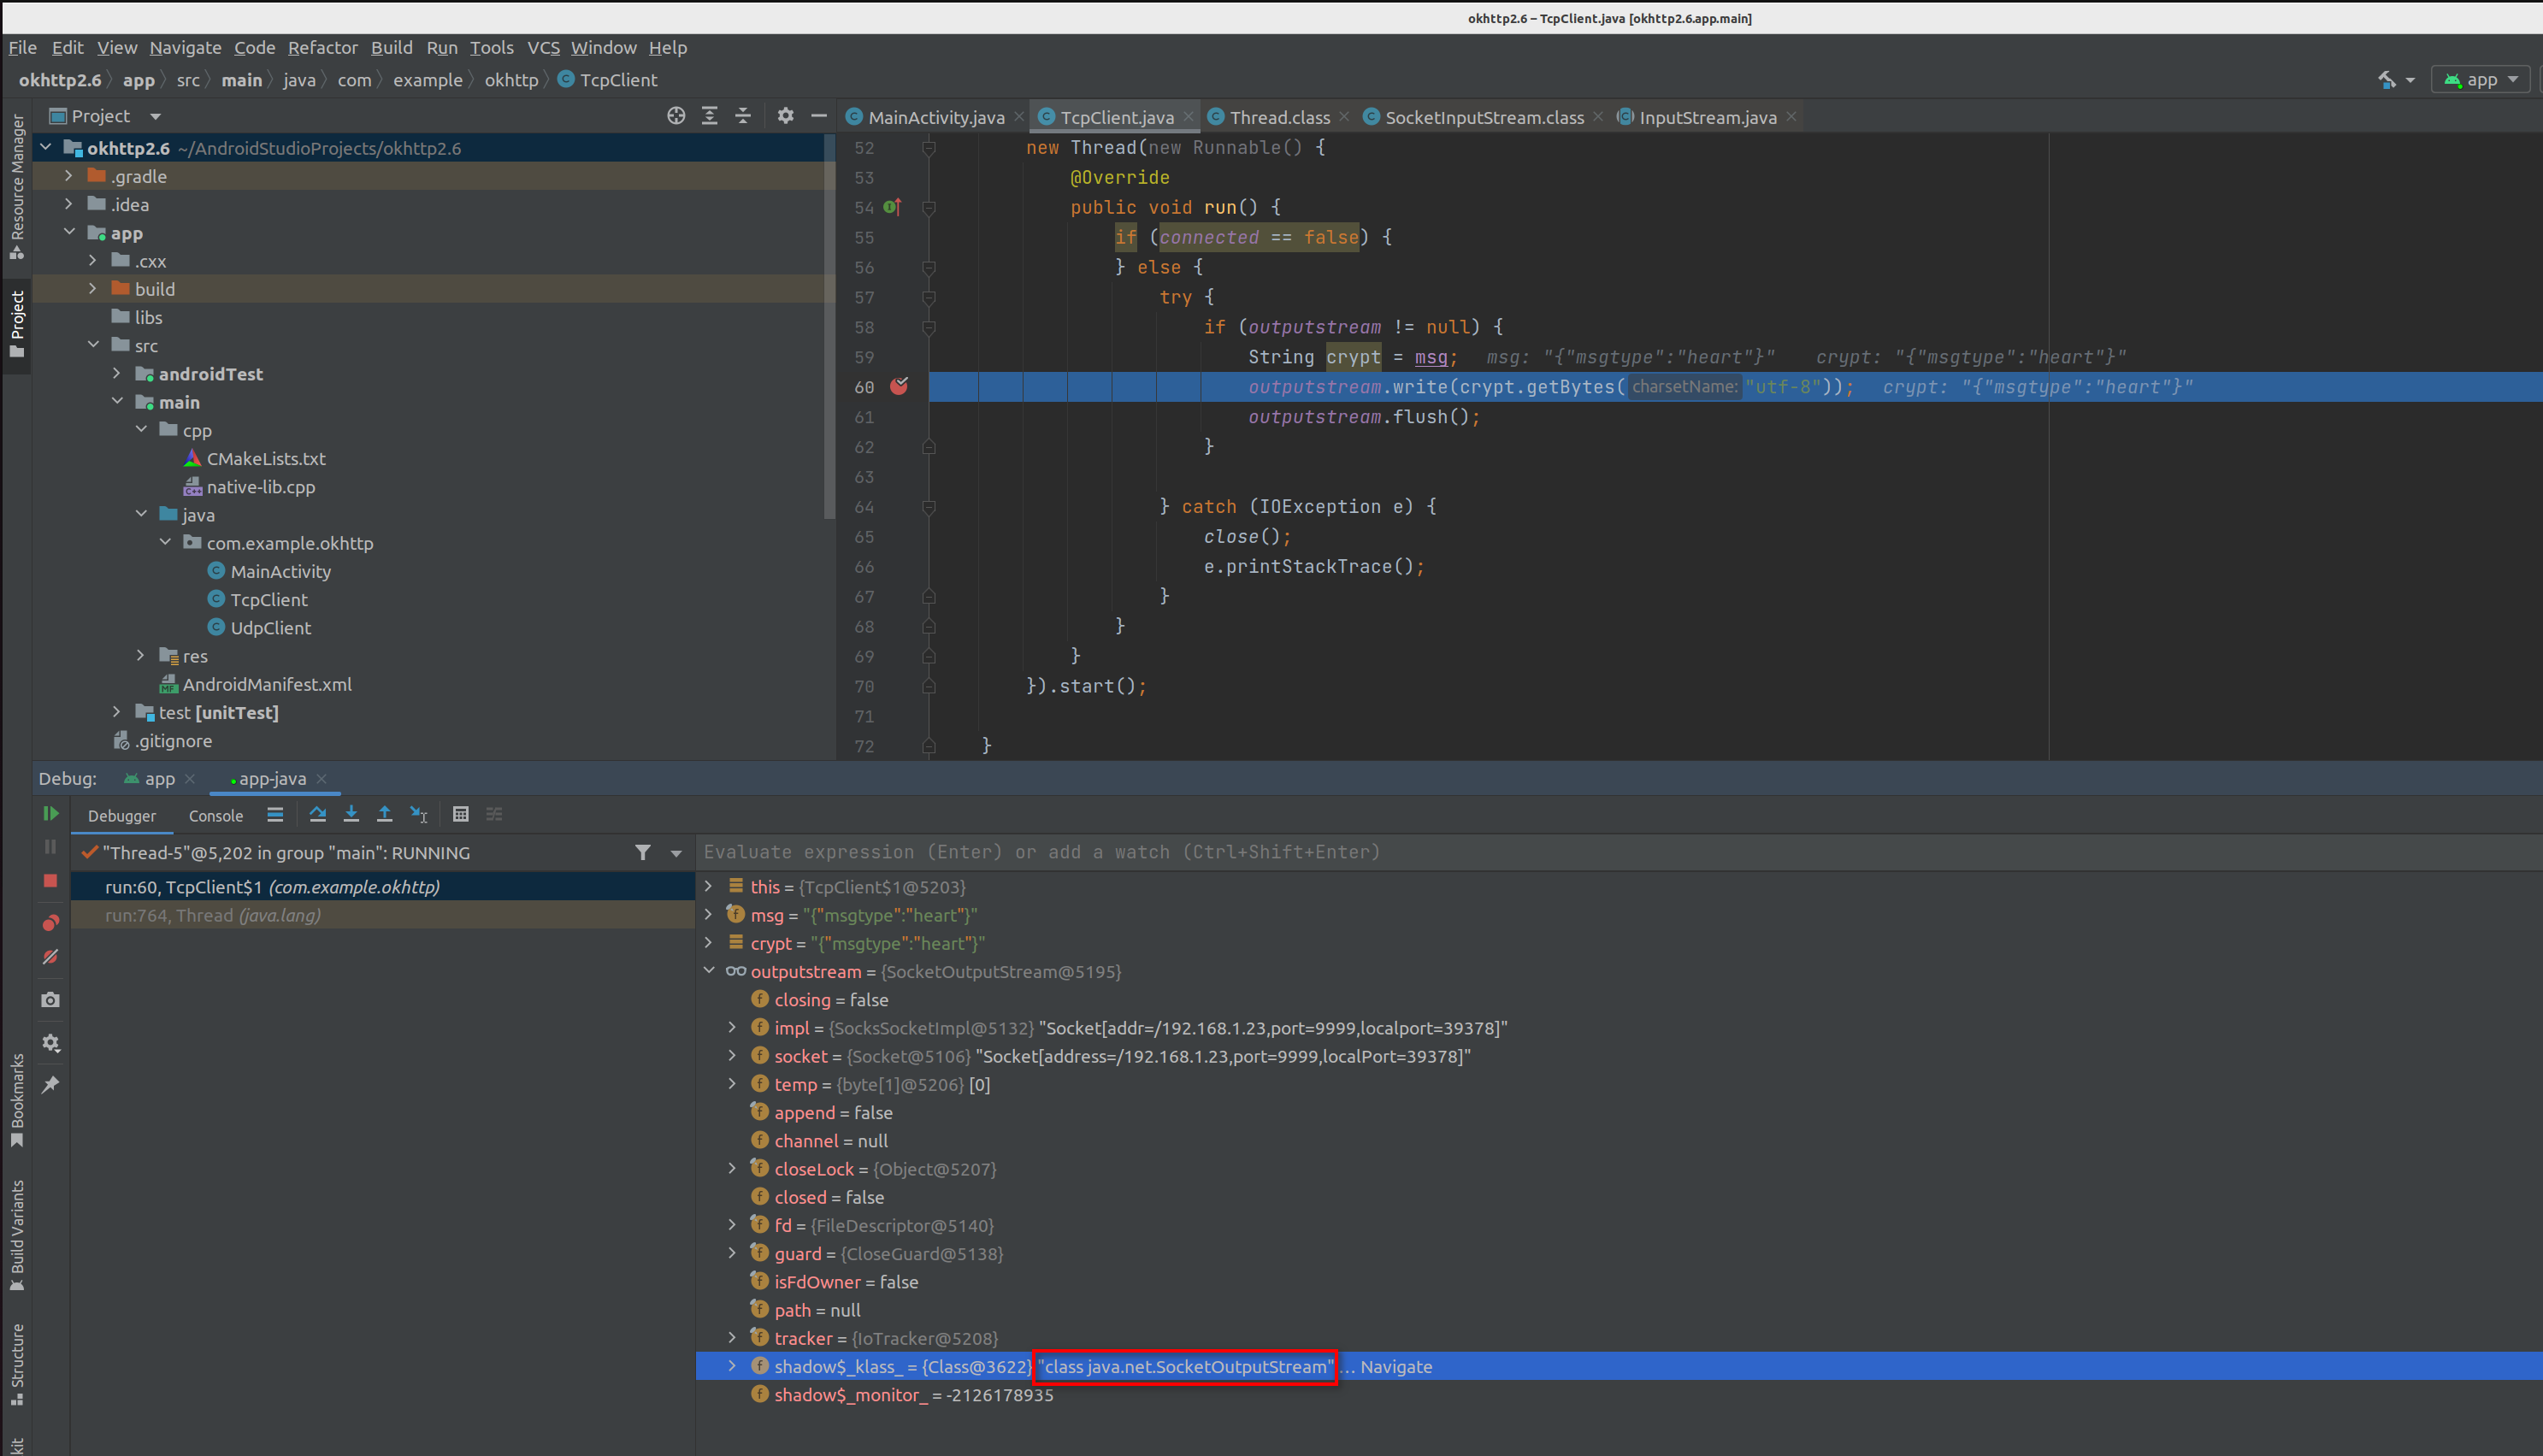 okhttp2.6 – TcpClient.java [okhttp2.6.app.main]
File Edit View Navigate Code Refactor Build Run Tools VCS Window Help
okhttp2.6 app src main java com example okhttp TcpClient
app
Resource Manager
Project
Bookmarks
Build Variants
Structure
kit
Project
okhttp2.6 ~/AndroidStudioProjects/okhttp2.6
.gradle
.idea
app
.cxx
build
libs
src
androidTest
main
cpp
CMakeLists.txt
native-lib.cpp
java
com.example.okhttp
MainActivity
TcpClient
UdpClient
res
AndroidManifest.xml
test [unitTest]
.gitignore
MainActivity.java TcpClient.java Thread.class SocketInputStream.class InputStream.java
52 new Thread(new Runnable() {
53 @Override
54 public void run() {
55 if (connected == false) {
56 } else {
57 try {
58 if (outputstream != null) {
59 String crypt = msg; msg: "{"msgtype":"heart"}" crypt: "{"msgtype":"heart"}"
60 outputstream.write(crypt.getBytes( charsetName: "utf-8")); crypt: "{"msgtype":"heart"}"
61 outputstream.flush();
62 }
63
64 } catch (IOException e) {
65 close();
66 e.printStackTrace();
67 }
68 }
69 }
70 }).start();
71
72 }
Debug: app app-java
Debugger Console
"Thread-5"@5,202 in group "main": RUNNING
run:60, TcpClient$1 (com.example.okhttp)
run:764, Thread (java.lang)
Evaluate expression (Enter) or add a watch (Ctrl+Shift+Enter)
this = {TcpClient$1@5203}
msg = "{"msgtype":"heart"}"
crypt = "{"msgtype":"heart"}"
outputstream = {SocketOutputStream@5195}
closing = false
impl = {SocksSocketImpl@5132} "Socket[addr=/192.168.1.23,port=9999,localport=39378]"
socket = {Socket@5106} "Socket[address=/192.168.1.23,port=9999,localPort=39378]"
temp = {byte[1]@5206} [0]
append = false
channel = null
closeLock = {Object@5207}
closed = false
fd = {FileDescriptor@5140}
guard = {CloseGuard@5138}
isFdOwner = false
path = null
tracker = {IoTracker@5208}
shadow$_klass_ = {Class@3622} "class java.net.SocketOutputStream" ... Navigate
shadow$_monitor_ = -2126178935